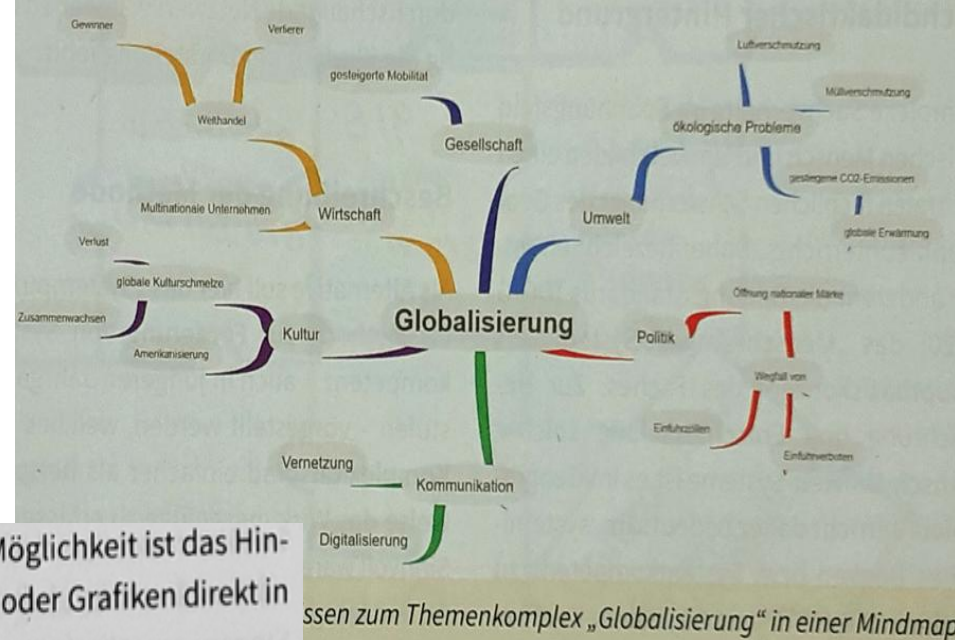 Gewinner
Verlierer
Welthandel
Multinationale Unternehmen
Wirtschaft
gesteigerte Mobilität
Gesellschaft
Luftverschmutzung
Müllverschmutzung
ökologische Probleme
gestiegene CO2-Emissionen
globale Erwärmung
Umwelt
Verlust
globale Kulturschmelze
Zusammenwachsen
Amerikanisierung
Kultur
Globalisierung
Politik
Öffnung nationaler Märkte
Wegfall von
Einfuhrzöllen
Einfuhrverboten
Vernetzung
Kommunikation
Digitalisierung
Möglichkeit ist das Hin-
oder Grafiken direkt in
ssen zum Themenkomplex „Globalisierung“ in einer Mindmap